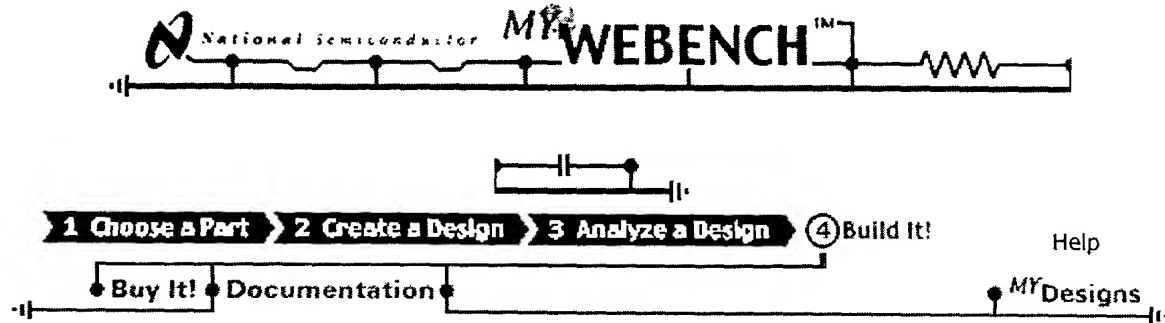 National Semiconductor MY WEBENCH™
1 Choose a Part 2 Create a Design 3 Analyze a Design 4 Build It!
Help
Buy It! Documentation MY Designs